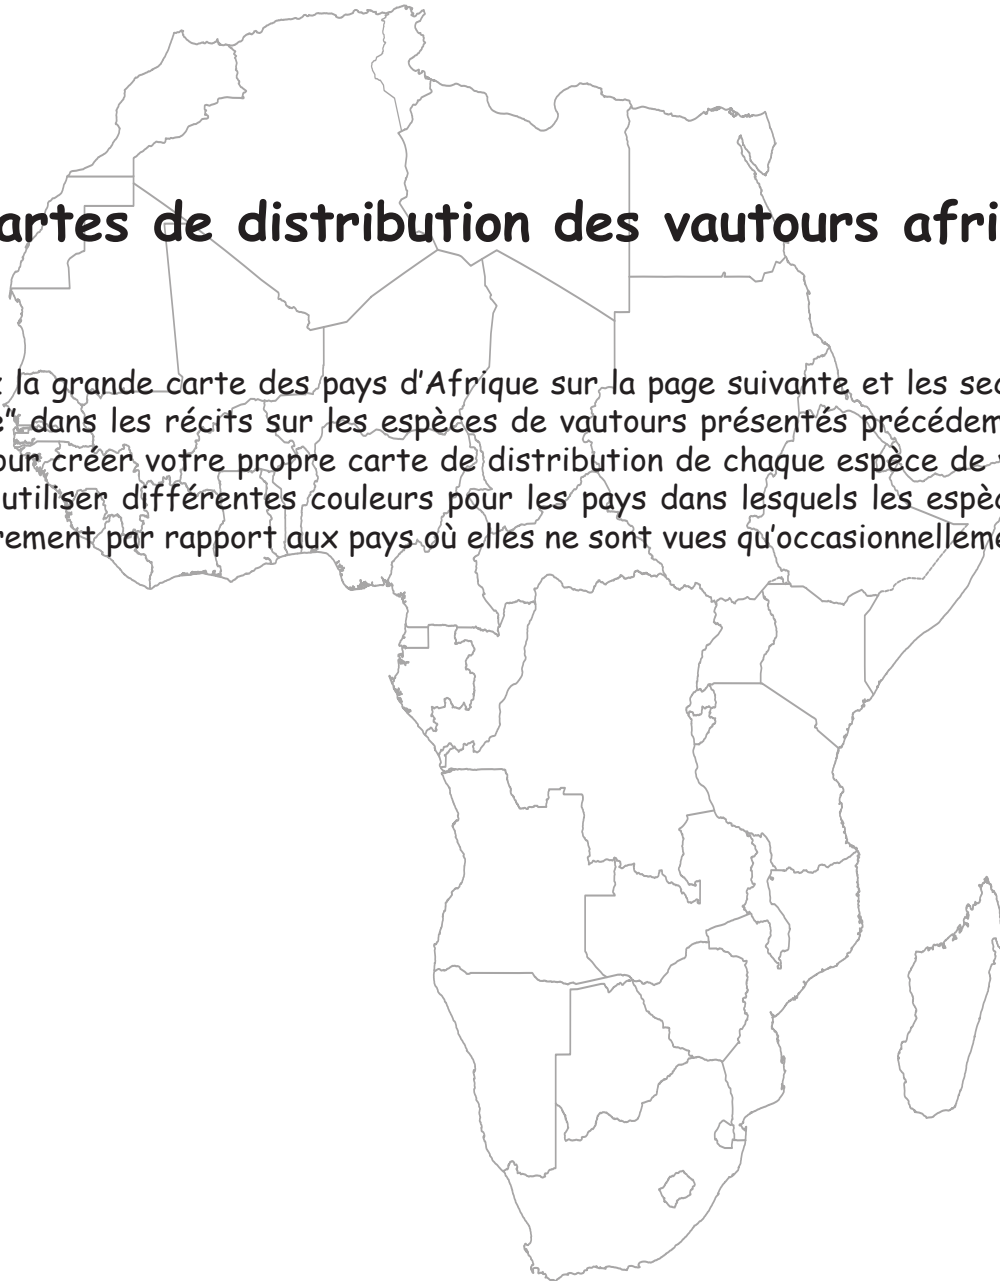 artes de distribution des vautours afri
la grande carte des pays d’Afrique sur la page suivante et les sec
e” dans les récits sur les espèces de vautours présentés précédem
our créer votre propre carte de distribution de chaque espèce de
utiliser différentes couleurs pour les pays dans lesquels les espèc
rement par rapport aux pays où elles ne sont vues qu’occasionnelleme